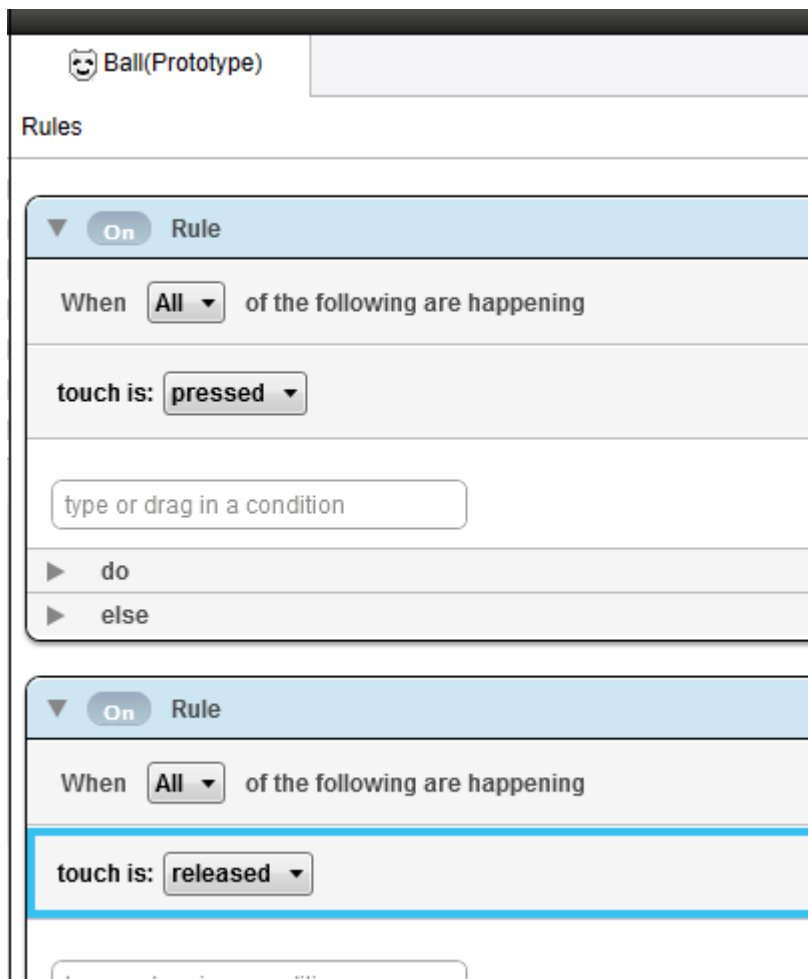 Ball(Prototype)
Rules
On Rule
When All of the following are happening
touch is: pressed
type or drag in a condition
do
else
On Rule
When All of the following are happening
touch is: released